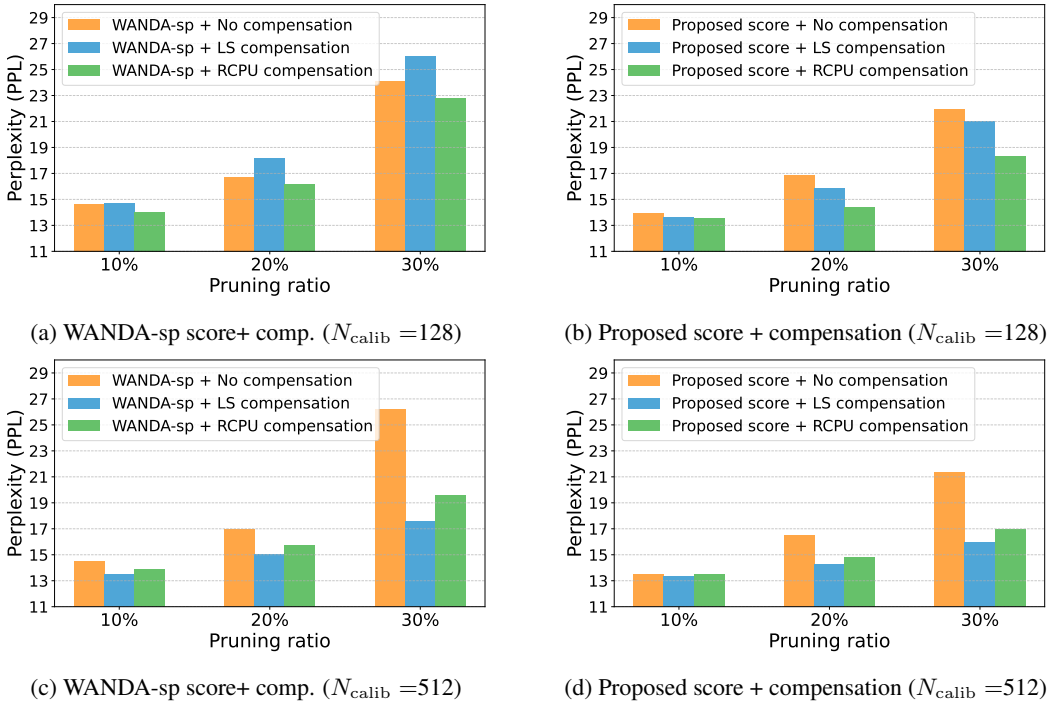 29
27
25
23
21
19
17
15
13
11
Perplexity (PPL)
WANDA-sp + No compensation
WANDA-sp + LS compensation
WANDA-sp + RCPU compensation
10%
20%
30%
Pruning ratio
(a) WANDA-sp score+ comp. (N_calib =128)
29
27
25
23
21
19
17
15
13
11
Perplexity (PPL)
Proposed score + No compensation
Proposed score + LS compensation
Proposed score + RCPU compensation
10%
20%
30%
Pruning ratio
(b) Proposed score + compensation (N_calib =128)
29
27
25
23
21
19
17
15
13
11
Perplexity (PPL)
WANDA-sp + No compensation
WANDA-sp + LS compensation
WANDA-sp + RCPU compensation
10%
20%
30%
Pruning ratio
(c) WANDA-sp score+ comp. (N_calib =512)
29
27
25
23
21
19
17
15
13
11
Perplexity (PPL)
Proposed score + No compensation
Proposed score + LS compensation
Proposed score + RCPU compensation
10%
20%
30%
Pruning ratio
(d) Proposed score + compensation (N_calib =512)